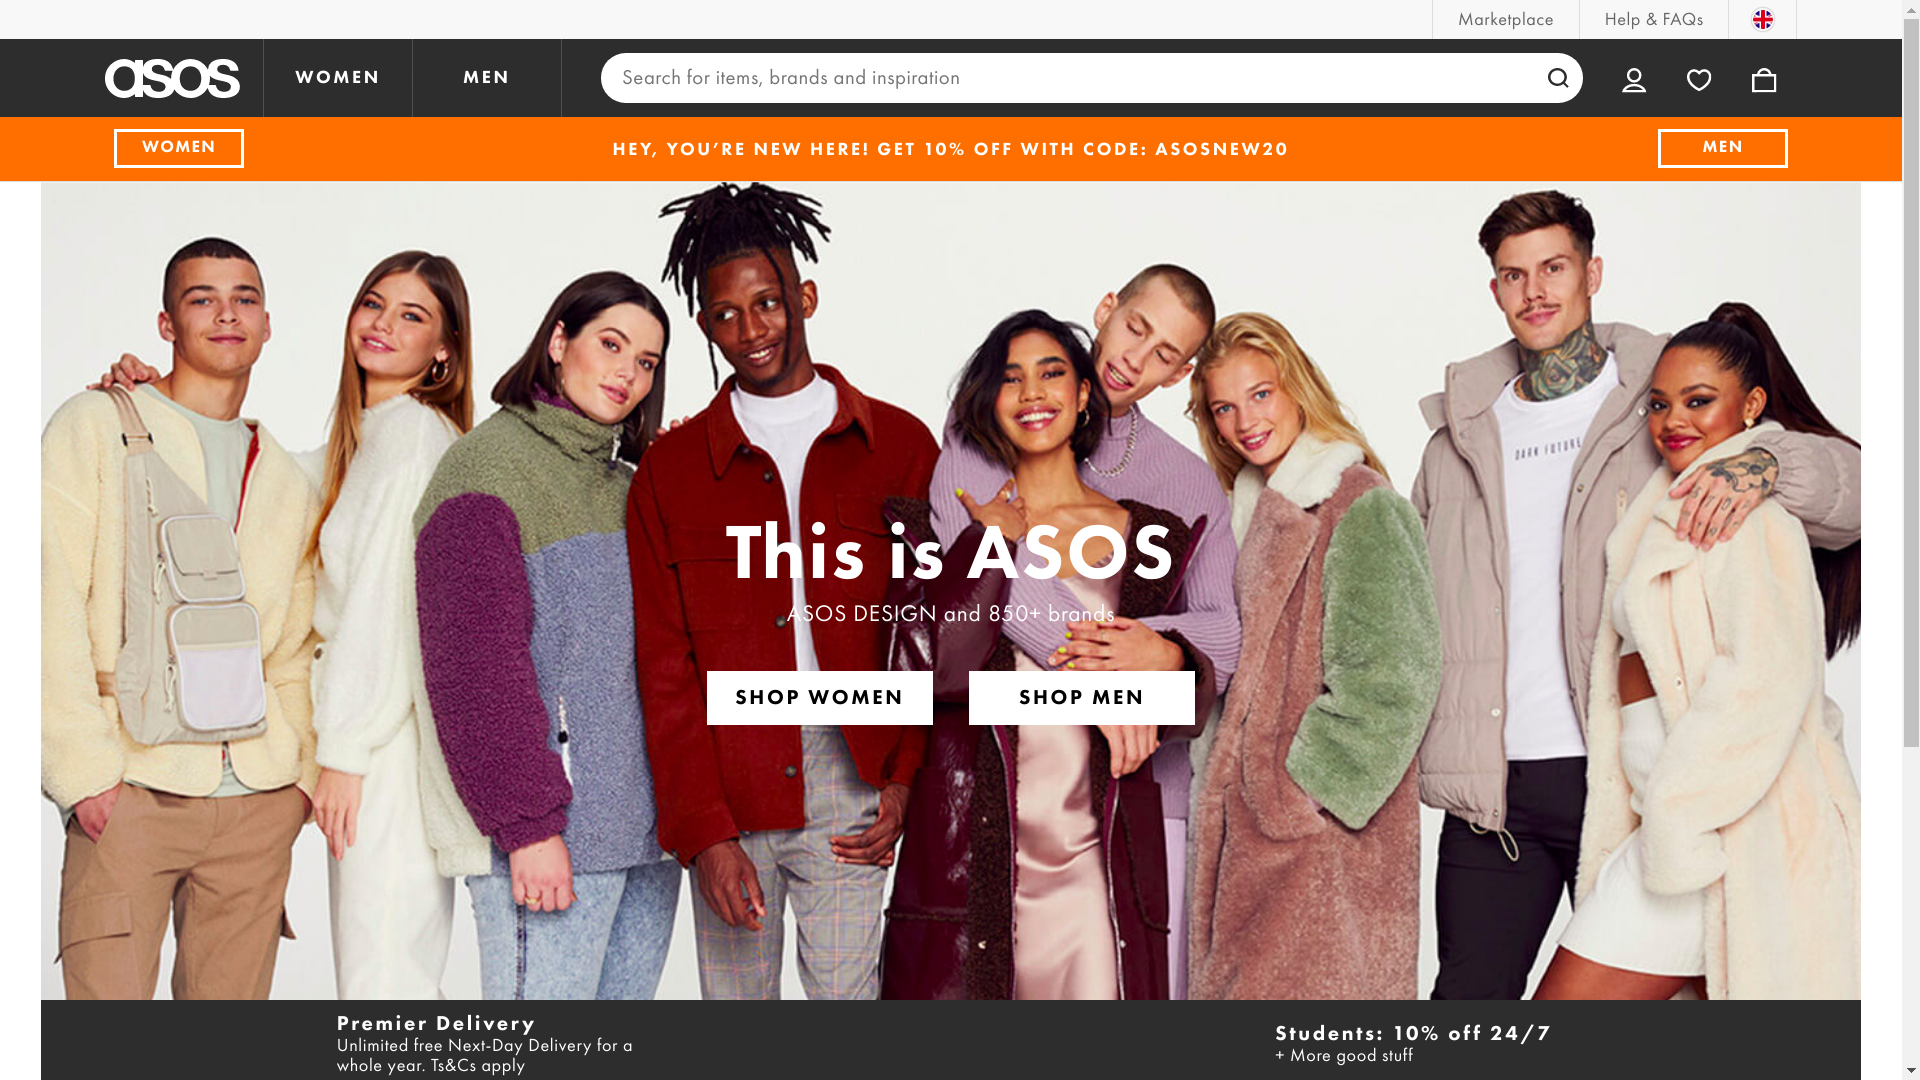 Marketplace
Help & FAQs
asos
WOMEN
MEN
Search for items, brands and inspiration
WOMEN
HEY, YOU’RE NEW HERE! GET 10% OFF WITH CODE: ASOSNEW20
MEN
DARK FUTURE
This is ASOS
ASOS DESIGN and 850+ brands
SHOP WOMEN
SHOP MEN
Premier Delivery
Unlimited free Next-Day Delivery for a
whole year. Ts&Cs apply
Students: 10% off 24/7
+ More good stuff